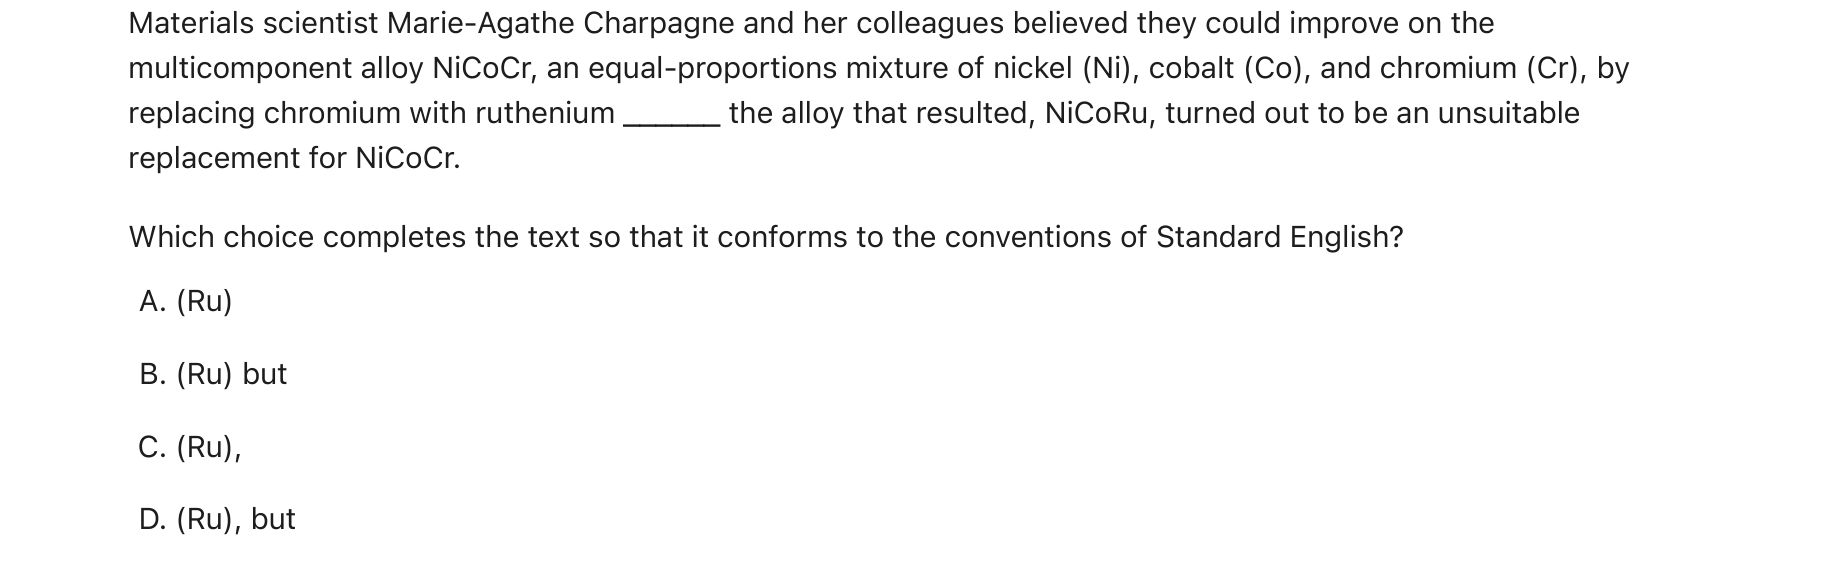 Materials scientist Marie-Agathe Charpagne and her colleagues believed they could improve on the
multicomponent alloy NiCoCr, an equal-proportions mixture of nickel (Ni), cobalt (Co), and chromium (Cr), by
replacing chromium with ruthenium ______ the alloy that resulted, NiCoRu, turned out to be an unsuitable
replacement for NiCoCr.
Which choice completes the text so that it conforms to the conventions of Standard English?
A. (Ru)
B. (Ru) but
C. (Ru),
D. (Ru), but